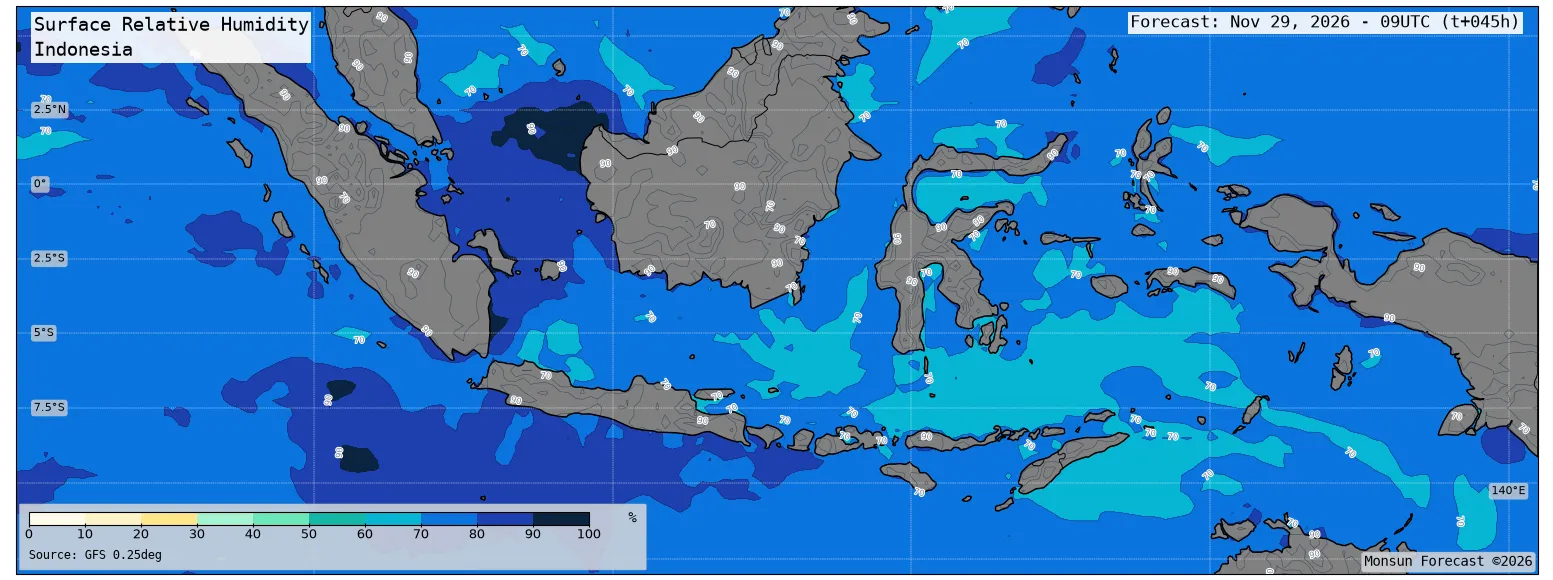 Surface Relative Humidity
Indonesia
Forecast: Nov 29, 2026 - 09UTC (t+045h)
2.5°N
0°
2.5°S
5°S
7.5°S
140°E
0 10 20 30 40 50 60 70 80 90 100
%
Source: GFS 0.25deg
Monsun Forecast ©2026